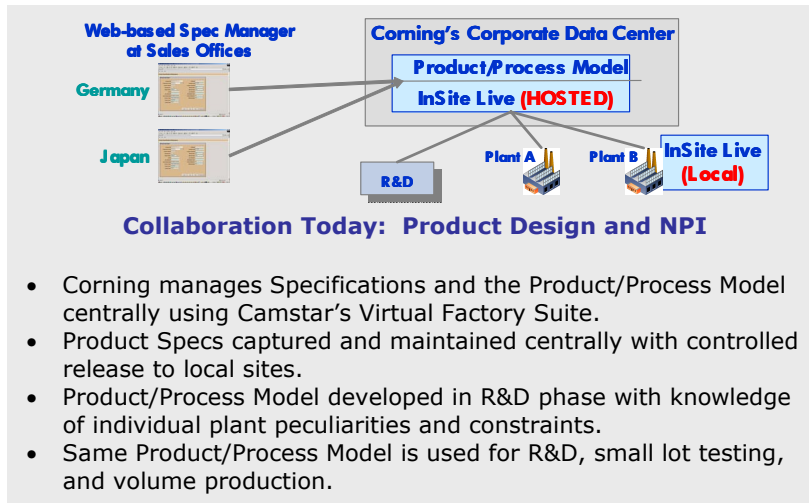 Web-based Spec Manager
at Sales Offices
Germany
Japan
Corning's Corporate Data Center
Product/Process Model
InSite Live (HOSTED)
R&D
Plant A
Plant B
InSite Live
(Local)
Collaboration Today: Product Design and NPI
• Corning manages Specifications and the Product/Process Model
centrally using Camstar's Virtual Factory Suite.
• Product Specs captured and maintained centrally with controlled
release to local sites.
• Product/Process Model developed in R&D phase with knowledge
of individual plant peculiarities and constraints.
• Same Product/Process Model is used for R&D, small lot testing,
and volume production.